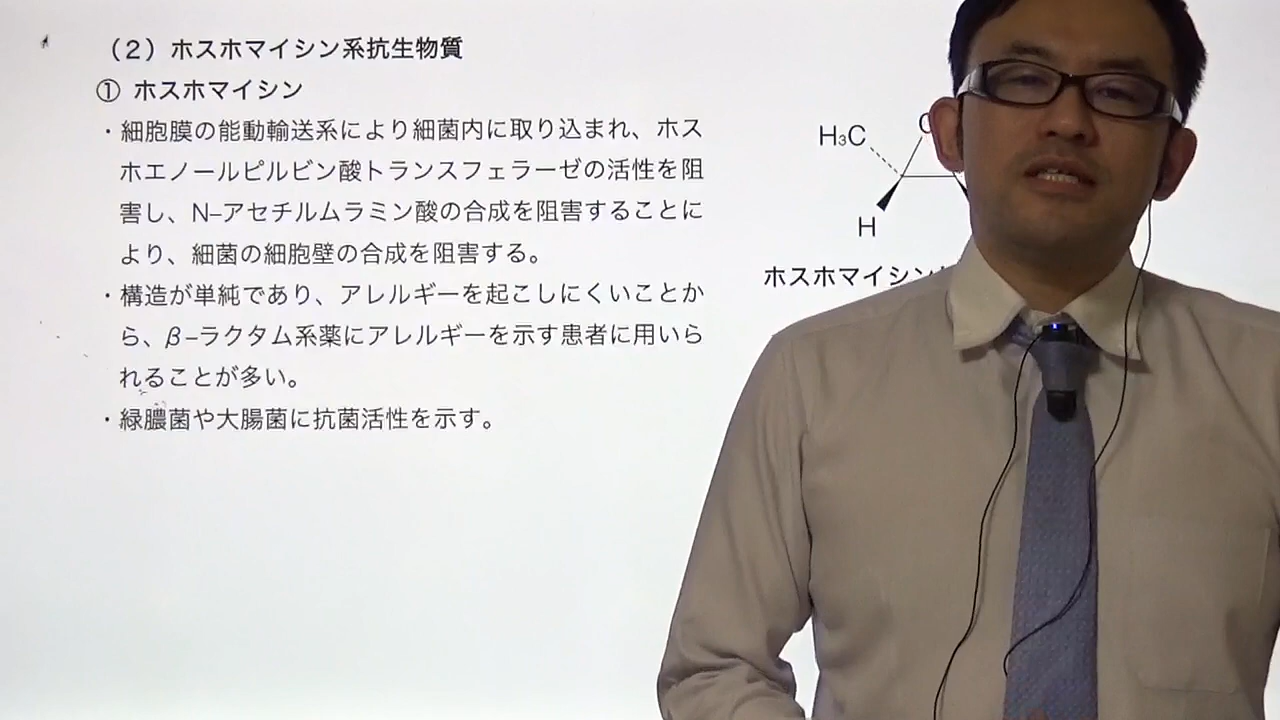 （2）ホスホマイシン系抗生物質
① ホスホマイシン
・細胞膜の能動輸送系により細菌内に取り込まれ、ホス
ホエノールピルビン酸トランスフェラーゼの活性を阻
害し、N–アセチルムラミン酸の合成を阻害することに
より、細菌の細胞壁の合成を阻害する。
・構造が単純であり、アレルギーを起こしにくいことか
ら、β–ラクタム系薬にアレルギーを示す患者に用いら
れることが多い。
・緑膿菌や大腸菌に抗菌活性を示す。
H₃C
H
ホスホマイシン